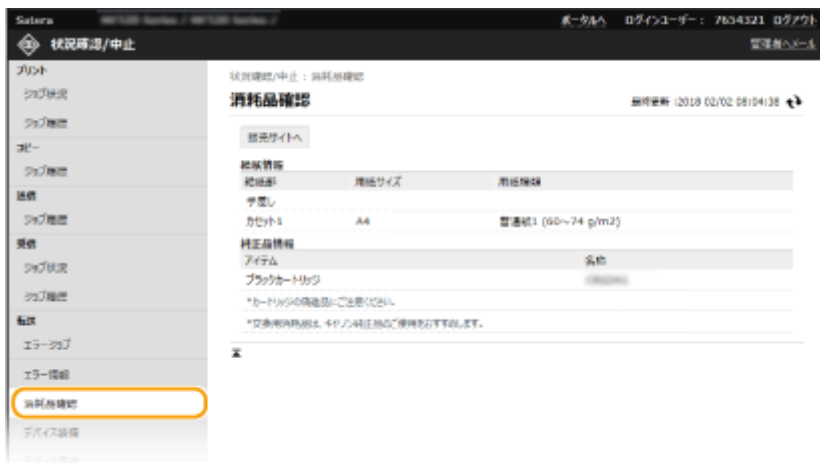 Satera
ポータルへ ログインユーザー： 7654321 ログアウト
状況確認/中止
管理者へメール
プリント
ジョブ状況
ジョブ履歴
コピー
ジョブ履歴
送信
ジョブ履歴
受信
ジョブ状況
ジョブ履歴
転送
エラージョブ
エラー情報
消耗品確認
デバイス装備
状況確認/中止 : 消耗品確認
消耗品確認
最終更新 :2018 02/02 08:04:38
販売サイトへ
給紙情報
給紙部 用紙サイズ 用紙種類
手差し
カセット1 A4 普通紙1 (60～74 g/m2)
純正品情報
アイテム 名称
ブラックカートリッジ
*カートリッジの偽造品にご注意ください。
*交換用消耗品は、キヤノン純正品のご使用をおすすめします。